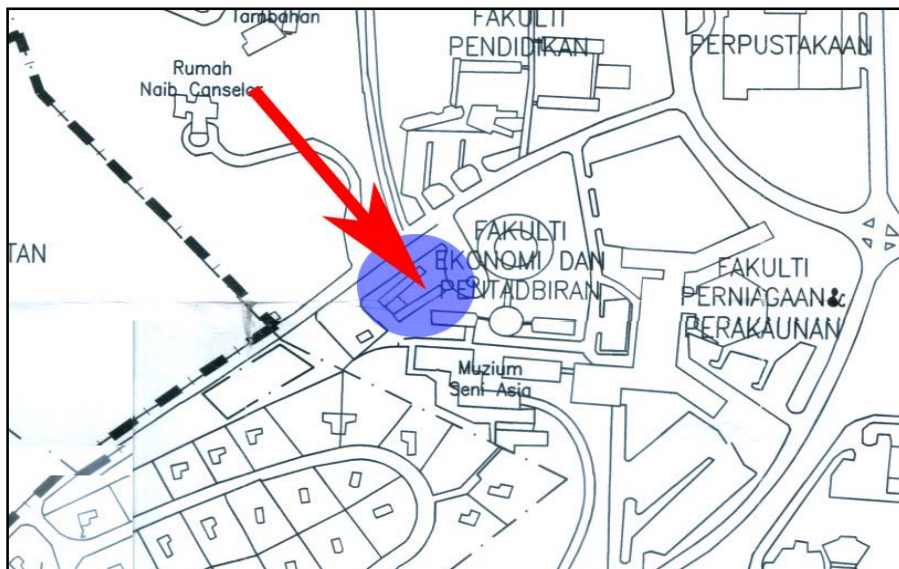 Tambahan
FAKULTI
PENDIDIKAN
PERPUSTAKAAN
Rumah
Naib Canselor
TAN
FAKULTI
EKONOMI DAN
PENTADBIRAN
FAKULTI
PERNIAGAAN &
PERAKAUNAN
Muzium
Seni Asia